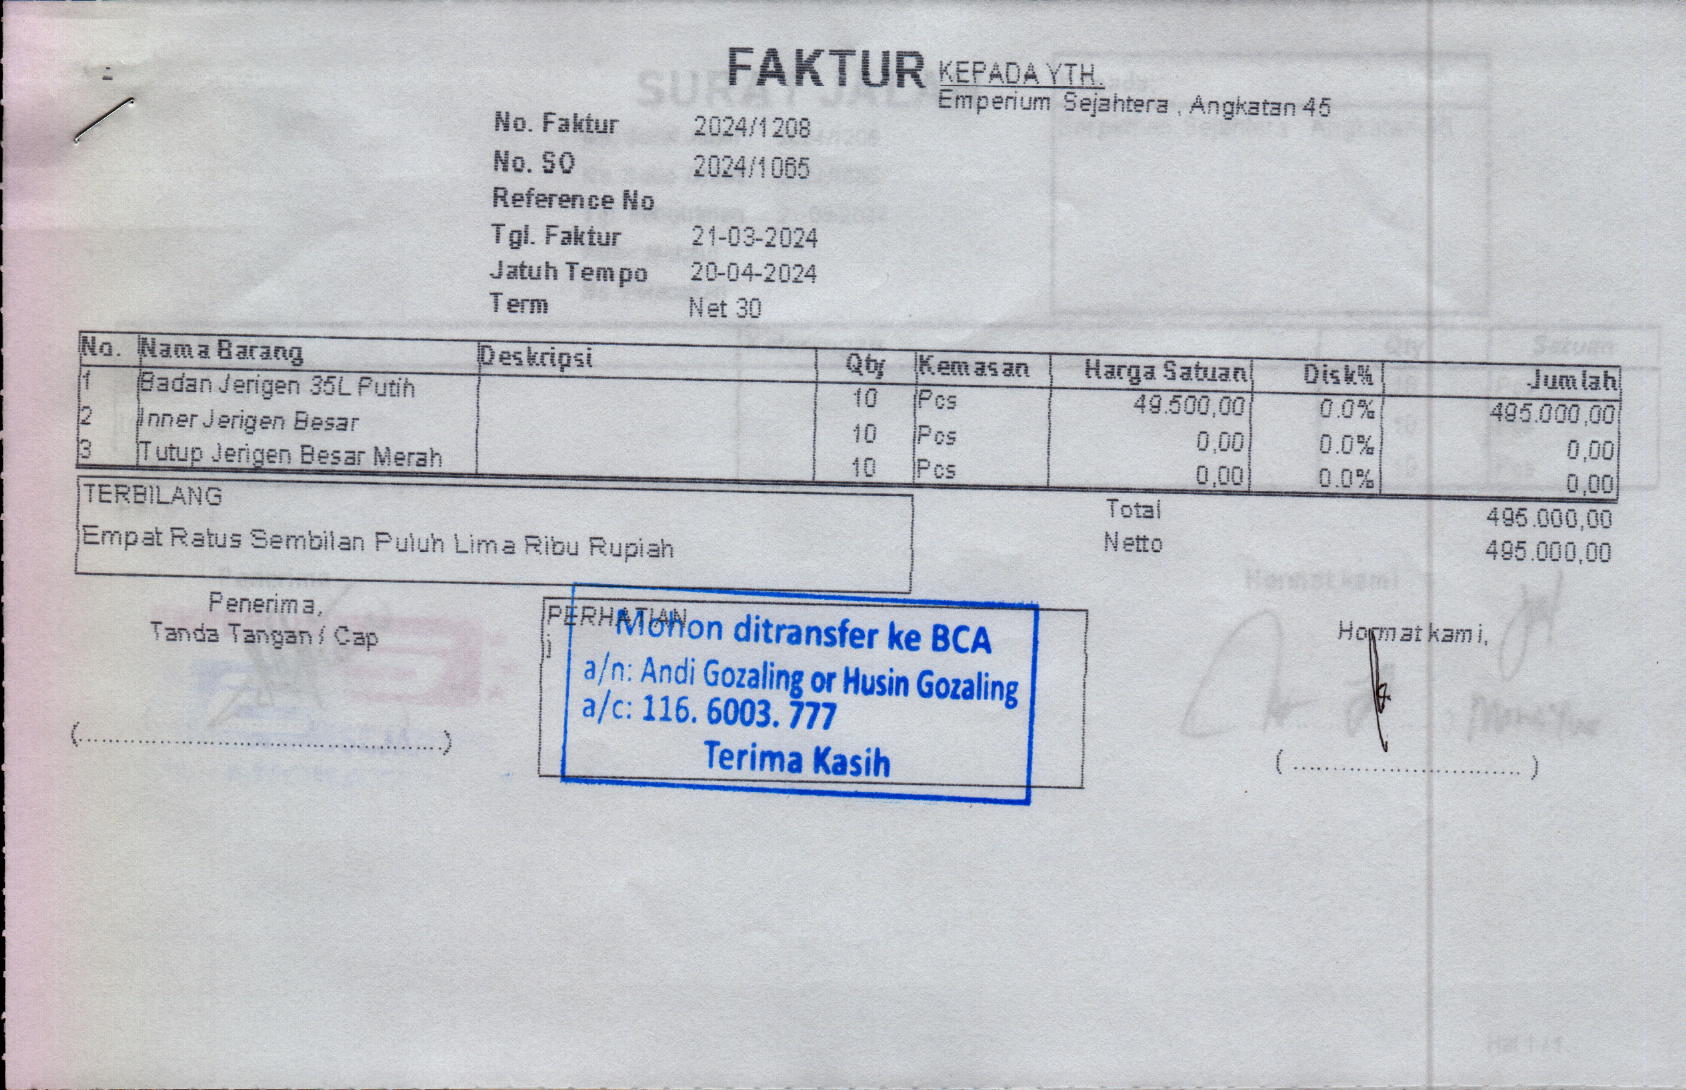 FAKTUR
KEPADA YTH.
Emperium Sejahtera , Angkatan 45
No. Faktur 2024/1208
No. SO 2024/1065
Reference No
Tgl. Faktur 21-03-2024
Jatuh Tempo 20-04-2024
Term Net 30
No. Nama Barang Deskripsi Qty Kemasan Harga Satuan Disk% Jumlah
1 Badan Jerigen 35L Putih 10 Pcs 49.500,00 0.0% 495.000,00
2 Inner Jerigen Besar 10 Pcs 0,00 0.0% 0,00
3 Tutup Jerigen Besar Merah 10 Pcs 0,00 0.0% 0,00
TERBILANG
Empat Ratus Sembilan Puluh Lima Ribu Rupiah
Total 495.000,00
Netto 495.000,00
Penerima,
Tanda Tangan / Cap
(..............................................)
PERHATIAN
Mohon ditransfer ke BCA
a/n: Andi Gozaling or Husin Gozaling
a/c: 116. 6003. 777
Terima Kasih
Hormat kami,
( ............................. )